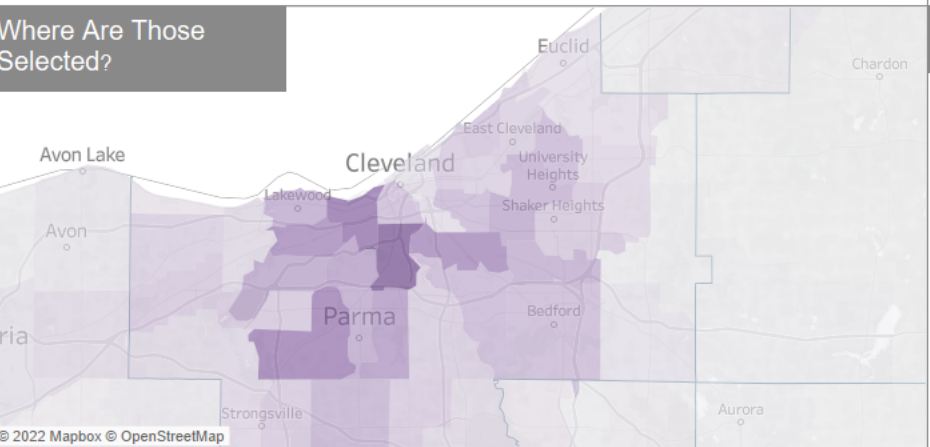 Where Are Those
Selected?
Euclid
Chardon
East Cleveland
Avon Lake
Cleveland
University
Heights
Lakewood
Shaker Heights
Avon
Bedford
Parma
ria
Strongsville
Aurora
© 2022 Mapbox © OpenStreetMap